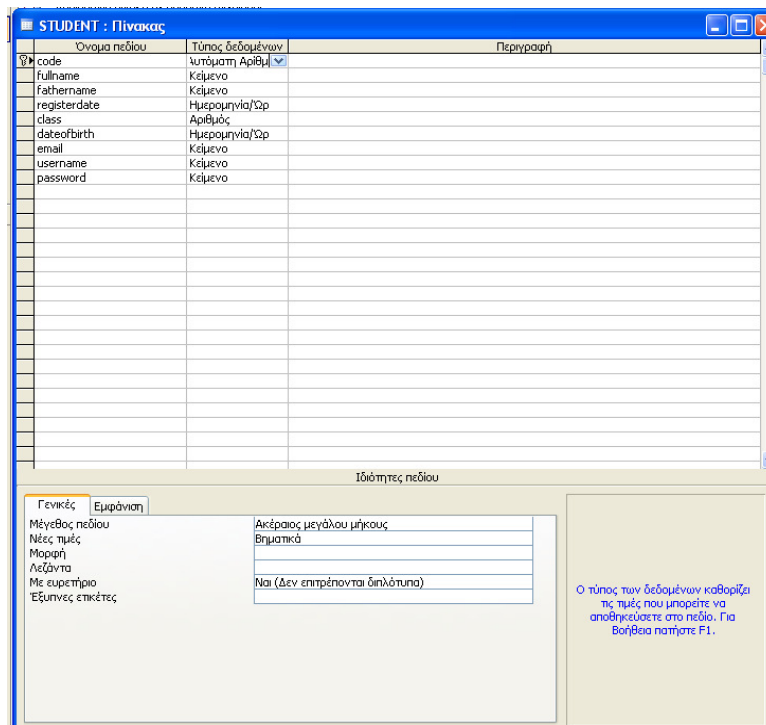 STUDENT : Πίνακας
Όνομα πεδίου Τύπος δεδομένων Περιγραφή
code Αυτόματη Αρίθμ
fullname Κείμενο
fathername Κείμενο
registerdate Ημερομηνία/Ώρ
class Αριθμός
dateofbirth Ημερομηνία/Ώρ
email Κείμενο
username Κείμενο
password Κείμενο
Ιδιότητες πεδίου
Γενικές Εμφάνιση
Μέγεθος πεδίου Ακέραιος μεγάλου μήκους
Νέες τιμές Βηματικά
Μορφή
Λεζάντα
Με ευρετήριο Ναι (Δεν επιτρέπονται διπλότυπα)
Έξυπνες ετικέτες
Ο τύπος των δεδομένων καθορίζει
τις τιμές που μπορείτε να
αποθηκεύσετε στο πεδίο. Για
Βοήθεια πατήστε F1.